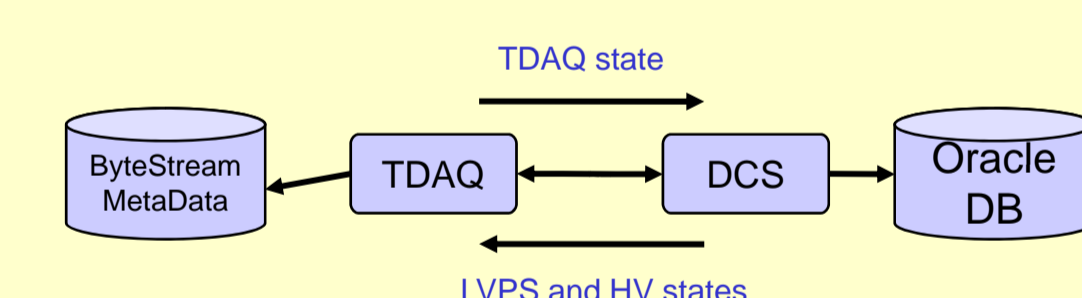 TDAQ state
ByteStream
MetaData
TDAQ
DCS
Oracle
DB
LVPS and HV states